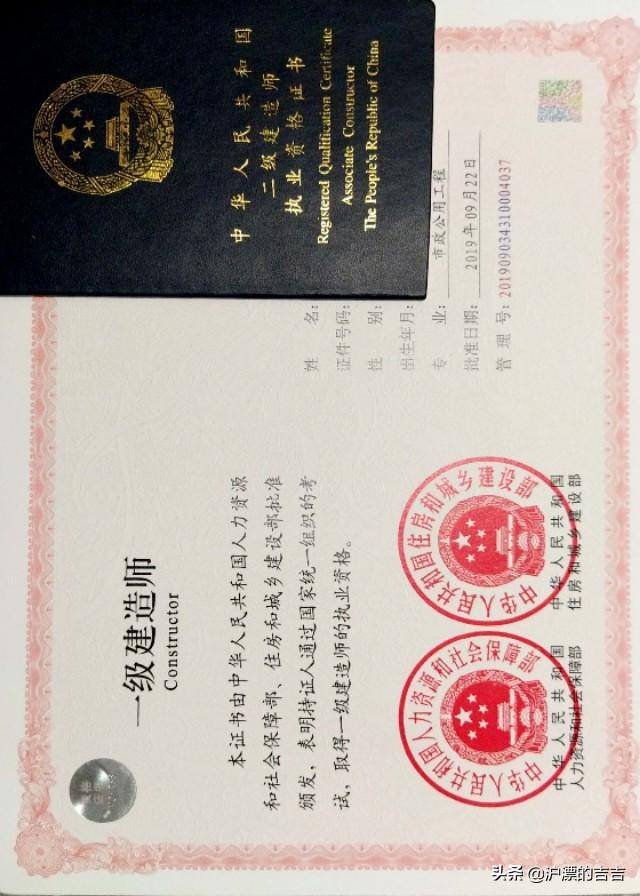 中华人民共和国
二级建造师
执业资格证书
Registered Qualification Certificate
Associate Constructor
The People's Republic of China
一级建造师
Constructor
本证书由中华人民共和国人力资源
和社会保障部、住房和城乡建设部批准
颁发，表明持证人通过国家统一组织的考
试，取得一级建造师的执业资格。
姓 名：
证件号码：
性 别：
出生年月：
专 业：市政公用工程
批准日期：2019年09月22日
管 理 号：201909034310004037
中华人民共和国人力资源和社会保障部
中华人民共和国住房和城乡建设部
中华人民共和国
人力资源和社会保障部
中华人民共和国
住房和城乡建设部
头条 @沪漂的吉吉